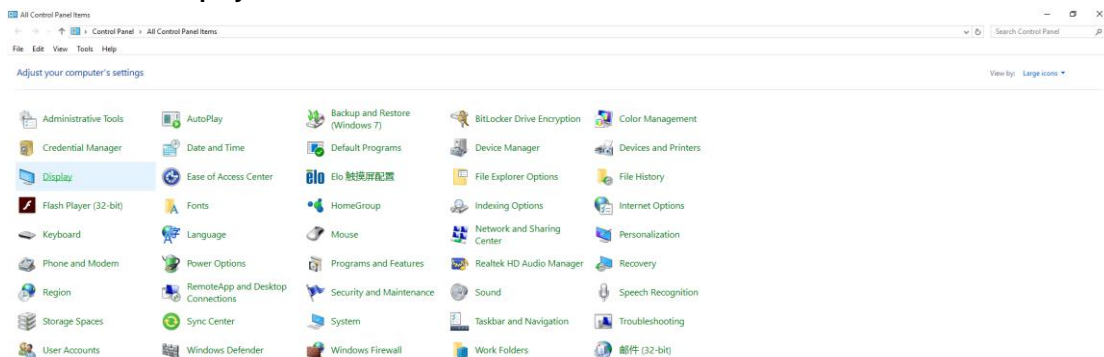 All Control Panel Items
Control Panel › All Control Panel Items
Search Control Panel
File Edit View Tools Help
Adjust your computer's settings
View by: Large icons
Administrative Tools
AutoPlay
Backup and Restore
(Windows 7)
BitLocker Drive Encryption
Color Management
Credential Manager
Date and Time
Default Programs
Device Manager
Devices and Printers
Display
Ease of Access Center
elo
Elo 触摸屏配置
File Explorer Options
File History
Flash Player (32-bit)
Fonts
HomeGroup
Indexing Options
Internet Options
Keyboard
Language
Mouse
Network and Sharing
Center
Personalization
Phone and Modem
Power Options
Programs and Features
Realtek HD Audio Manager
Recovery
Region
RemoteApp and Desktop
Connections
Security and Maintenance
Sound
Speech Recognition
Storage Spaces
Sync Center
System
Taskbar and Navigation
Troubleshooting
User Accounts
Windows Defender
Windows Firewall
Work Folders
邮件 (32-bit)